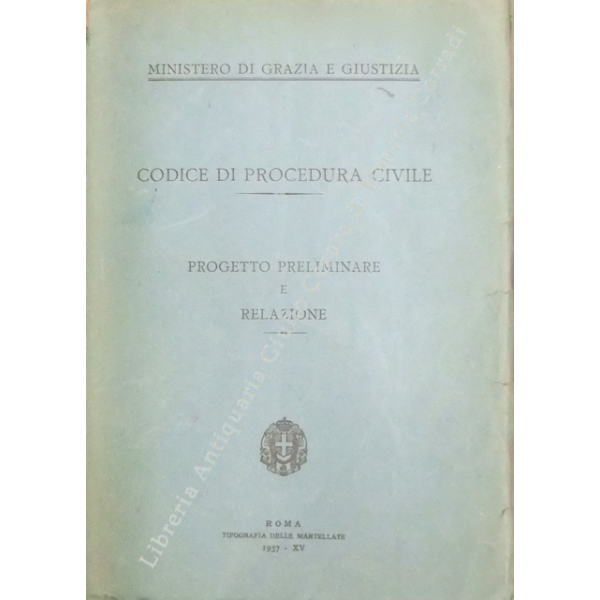 MINISTERO DI GRAZIA E GIUSTIZIA
CODICE DI PROCEDURA CIVILE
PROGETTO PRELIMINARE
E
RELAZIONE
ROMA
TIPOGRAFIA DELLE MANTELLATE
1937 - XV
Libreria Antiquaria Giulio